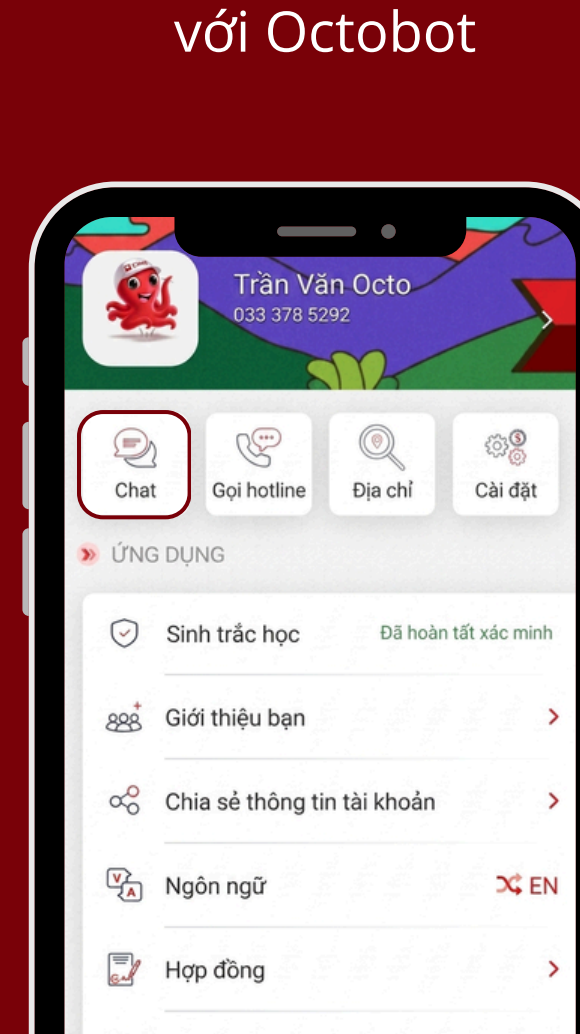 với Octobot
Trần Văn Octo
033 378 5292
Chat
Gọi hotline
Địa chỉ
Cài đặt
ỨNG DỤNG
Sinh trắc học
Đã hoàn tất xác minh
Giới thiệu bạn
Chia sẻ thông tin tài khoản
Ngôn ngữ
EN
Hợp đồng